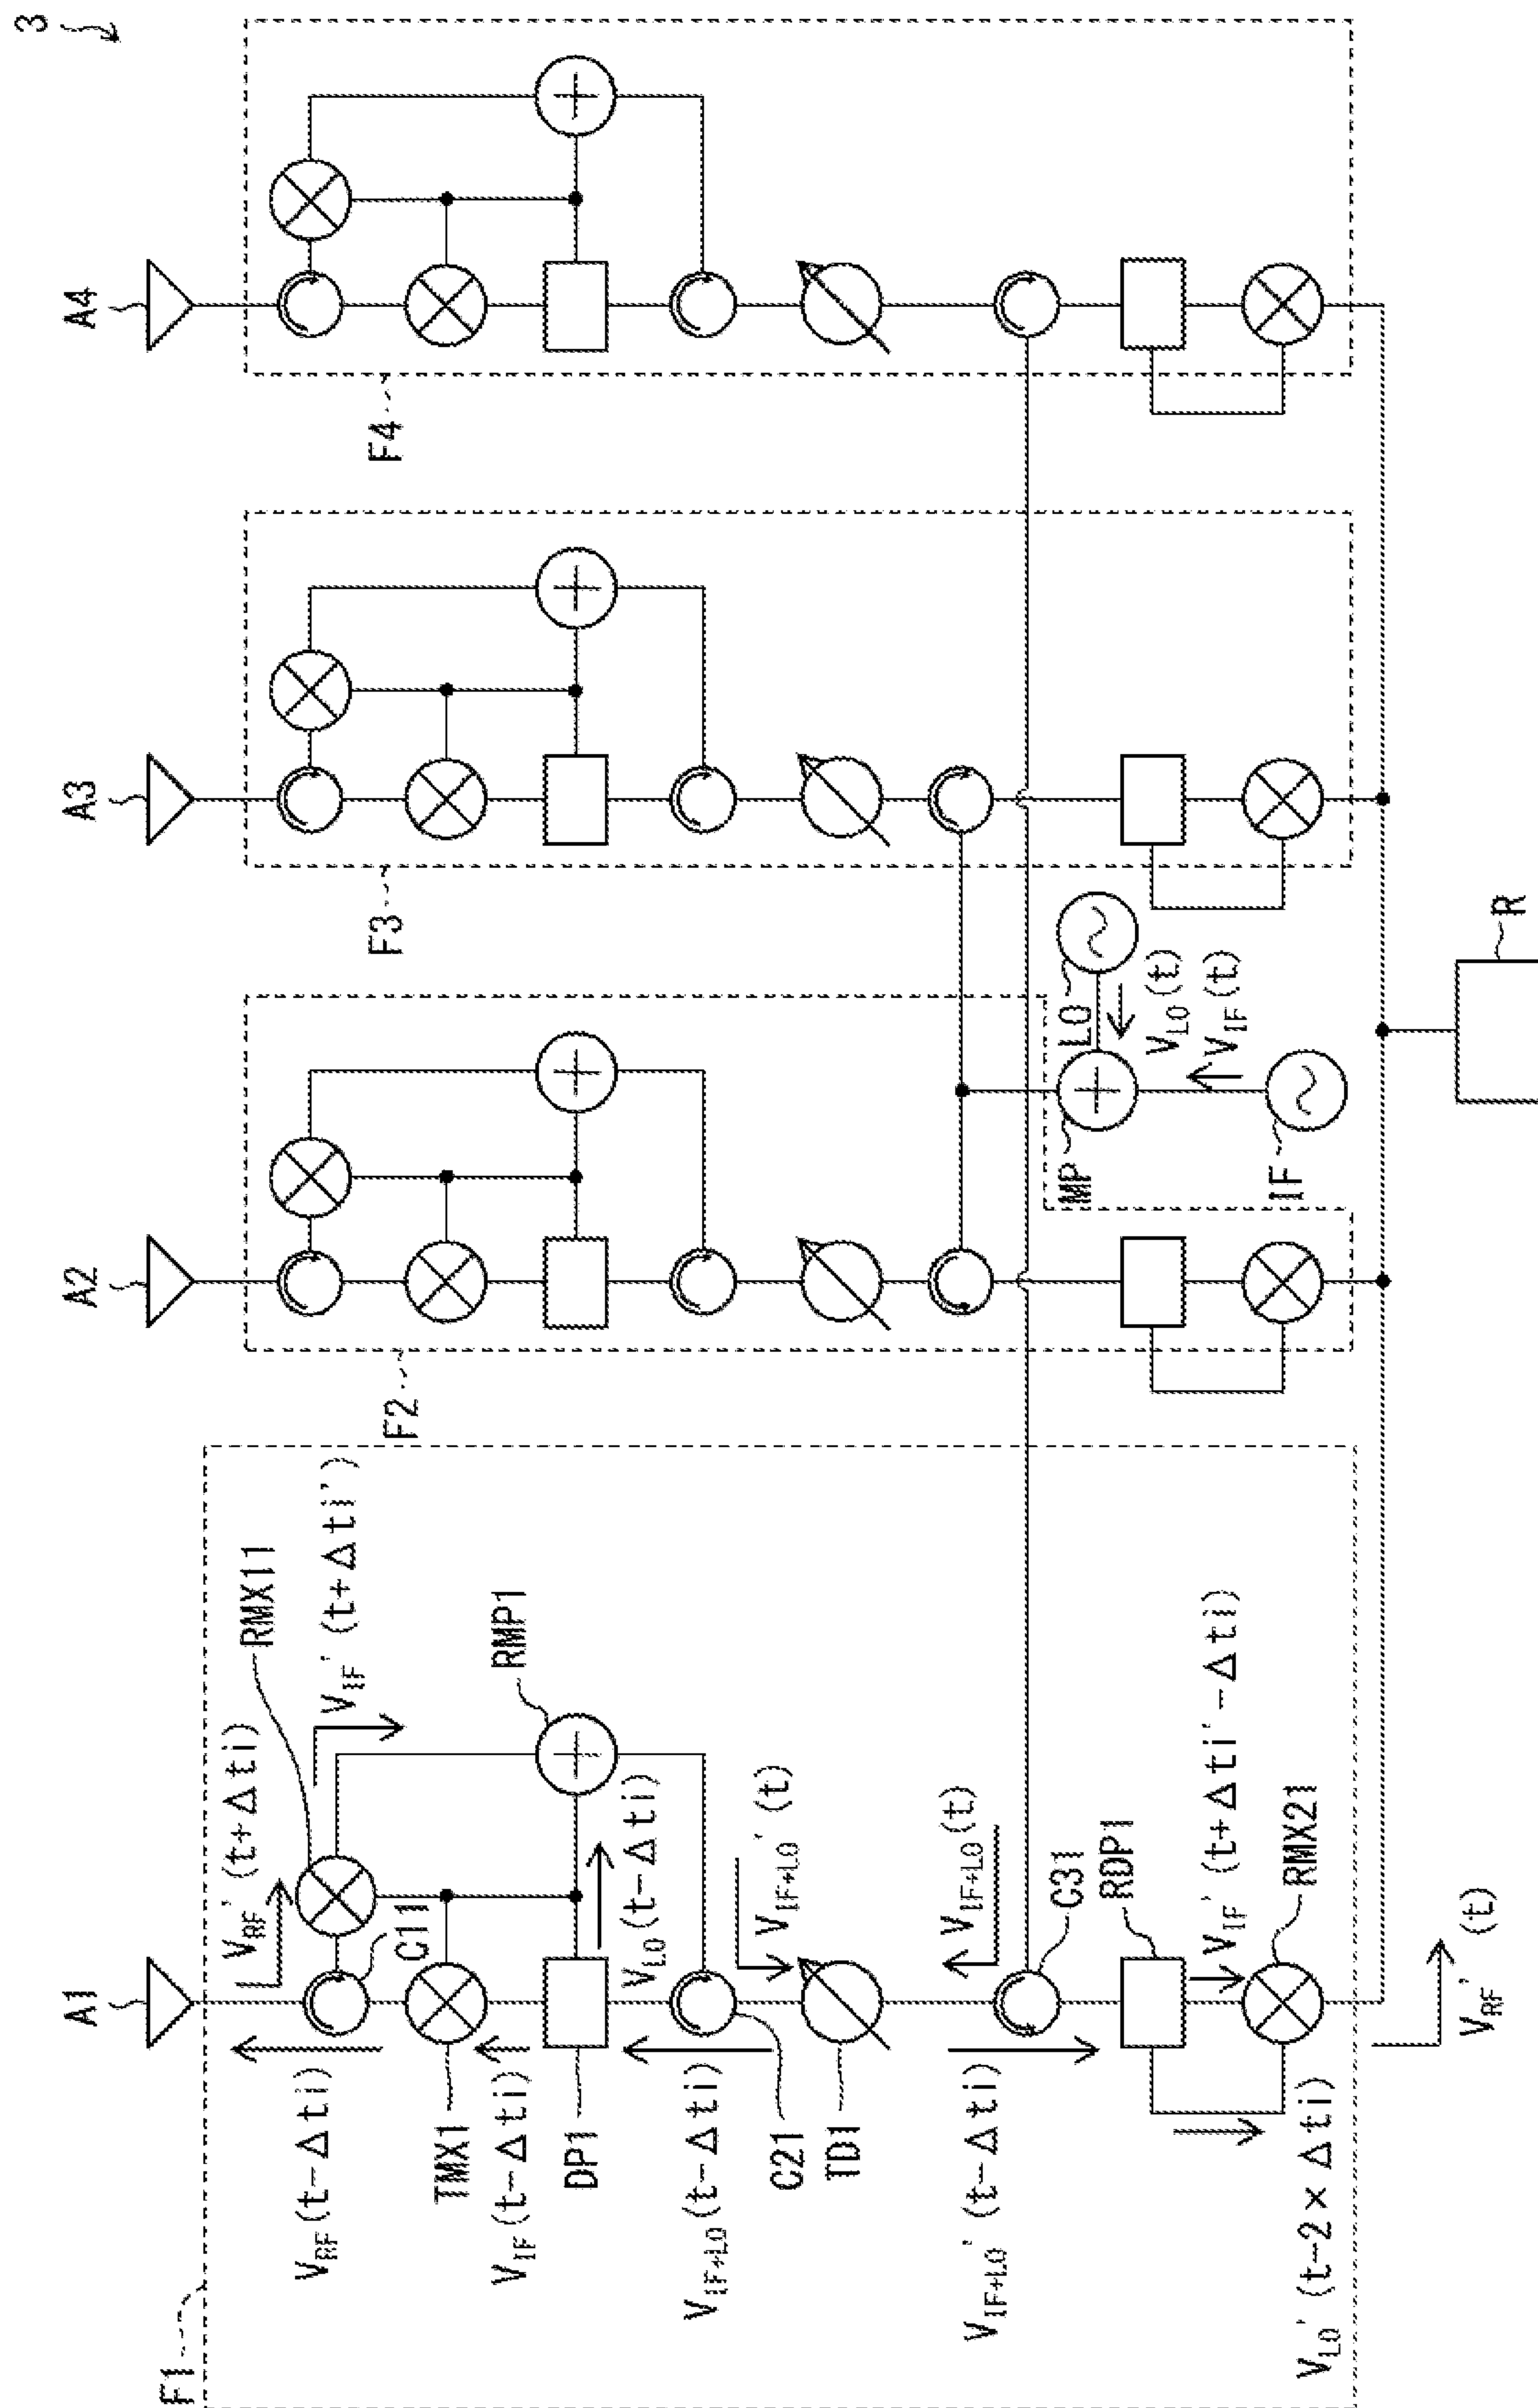 3
A1
A2
A3
A4
F1
F2
F3
F4
RMX11
V_RF'(t+Δti)
V_IF'(t+Δti')
C11
V_RF(t-Δti)
TMX1
V_IF(t-Δti)
DP1
RMP1
V_LO(t-Δti)
V_IF+LO(t-Δti)
C21
V_IF+LO'(t)
TD1
V_IF+LO'(t-Δti)
V_IF+LO(t)
C31
RDP1
V_IF'(t+Δti'-Δti)
RMX21
V_LO'(t-2×Δti)
V_RF'(t)
MP
LO
V_LO(t)
V_IF(t)
IF
R